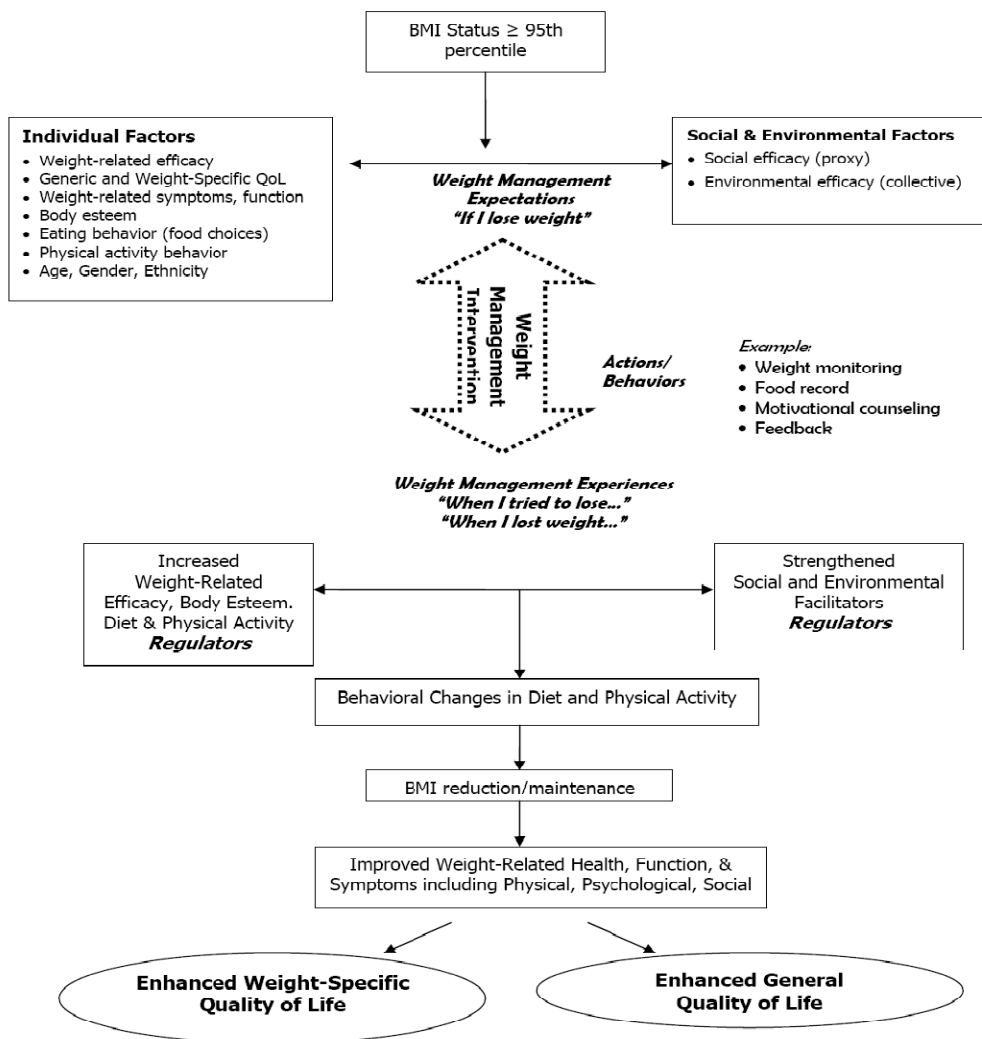 BMI Status ≥ 95th
percentile
Individual Factors
• Weight-related efficacy
• Generic and Weight-Specific QoL
• Weight-related symptoms, function
• Body esteem
• Eating behavior (food choices)
• Physical activity behavior
• Age, Gender, Ethnicity
Social & Environmental Factors
• Social efficacy (proxy)
• Environmental efficacy (collective)
Weight Management
Expectations
"If I lose weight"
Weight
Management
Intervention
Actions/
Behaviors
Example:
• Weight monitoring
• Food record
• Motivational counseling
• Feedback
Weight Management Experiences
"When I tried to lose..."
"When I lost weight..."
Increased
Weight-Related
Efficacy, Body Esteem.
Diet & Physical Activity
Regulators
Strengthened
Social and Environmental
Facilitators
Regulators
Behavioral Changes in Diet and Physical Activity
BMI reduction/maintenance
Improved Weight-Related Health, Function, &
Symptoms including Physical, Psychological, Social
Enhanced Weight-Specific
Quality of Life
Enhanced General
Quality of Life